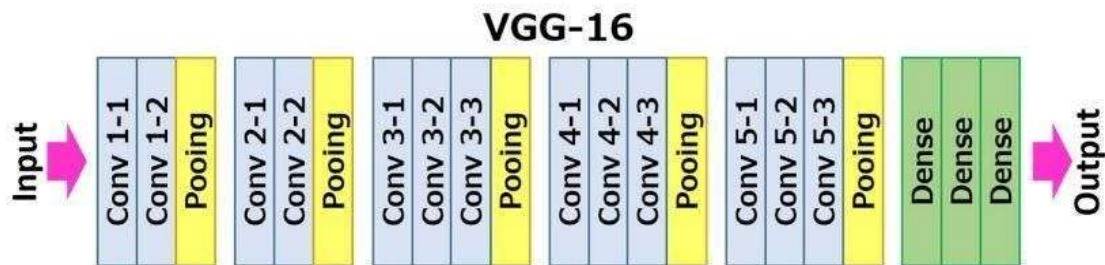 VGG-16
Input
Conv 1-1
Conv 1-2
Pooing
Conv 2-1
Conv 2-2
Pooing
Conv 3-1
Conv 3-2
Conv 3-3
Pooing
Conv 4-1
Conv 4-2
Conv 4-3
Pooing
Conv 5-1
Conv 5-2
Conv 5-3
Pooing
Dense
Dense
Dense
Output